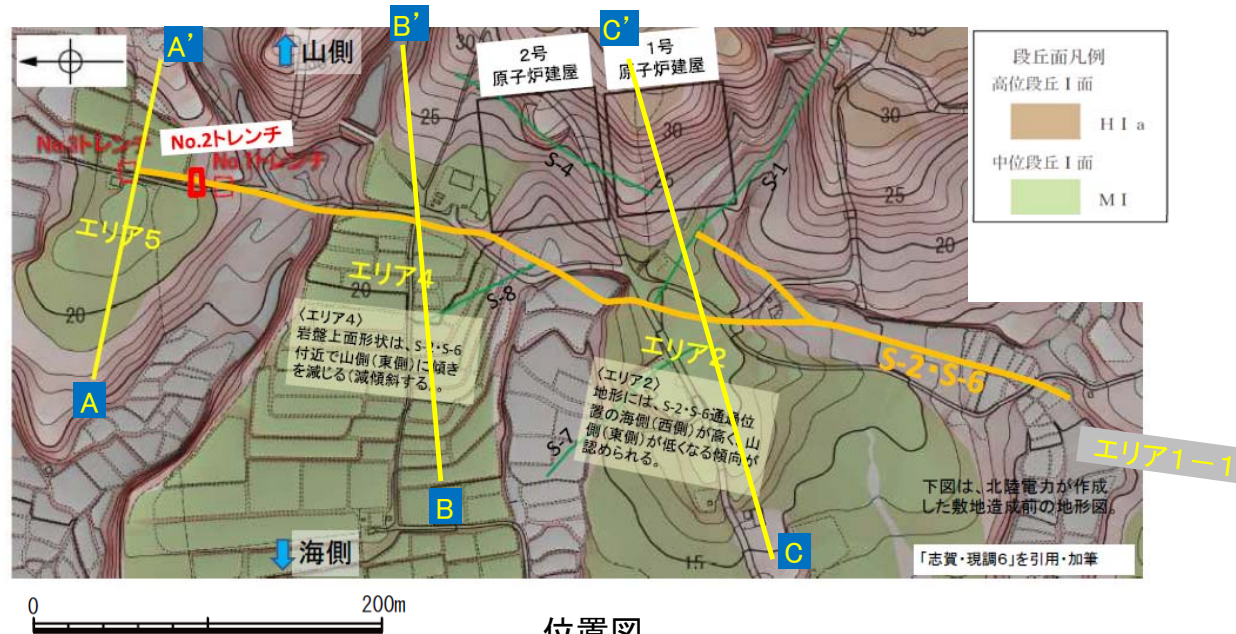 A’
B’
C’
山側
2号
原子炉建屋
1号
原子炉建屋
段丘面凡例
高位段丘Ⅰ面
HⅠa
中位段丘Ⅰ面
MⅠ
30
25
30
25
20
No.3トレンチ
No.2トレンチ
No.1トレンチ
S-4
S-1
エリア5
20
エリア4
20
S-8
〈エリア4〉
岩盤上面形状は、S-2・S-6
付近で山側(東側)に傾き
を減じる(減傾斜する)。
エリア2
〈エリア2〉
地形には、S-2・S-6通過位
置の海側(西側)が高く、山
側(東側)が低くなる傾向が
認められる。
S-2・S-6
S-7
A
B
C
エリア1-1
15
海側
下図は、北陸電力が作成
した敷地造成前の地形図。
「志賀・現調6」を引用・加筆
0
200m
位置図